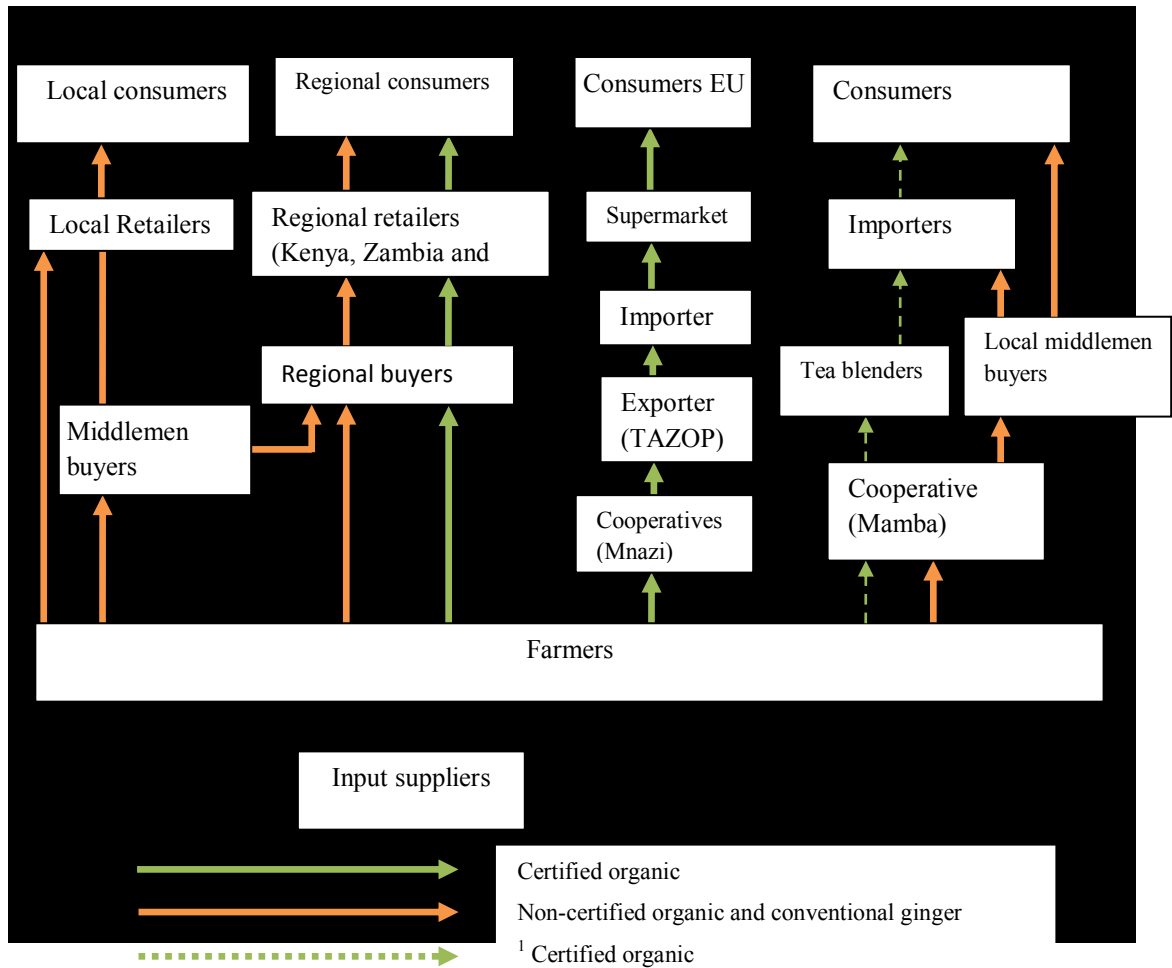 Local consumers
Regional consumers
Consumers EU
Consumers
Local Retailers
Regional retailers
(Kenya, Zambia and
Supermarket
Importers
Importer
Regional buyers
Tea blenders
Local middlemen
buyers
Middlemen
buyers
Exporter
(TAZOP)
Cooperative
(Mamba)
Cooperatives
(Mnazi)
Farmers
Input suppliers
Certified organic
Non-certified organic and conventional ginger
1 Certified organic